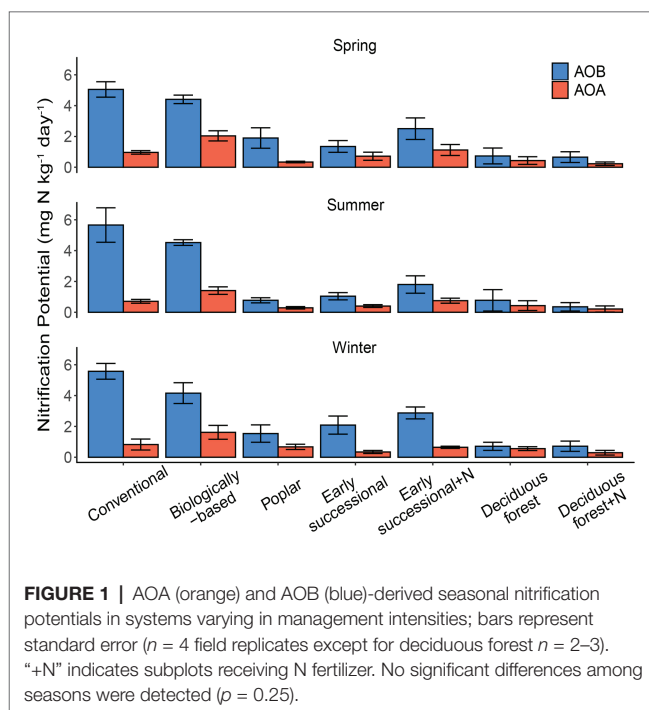 Spring
AOB
AOA
Nitrification Potential (mg N kg⁻¹ day⁻¹)
6
4
2
0
Summer
6
4
2
0
Winter
6
4
2
0
Conventional
Biologically
−based
Poplar
Early
successional
Early
successional+N
Deciduous
forest
Deciduous
forest+N
FIGURE 1 | AOA (orange) and AOB (blue)-derived seasonal nitrification
potentials in systems varying in management intensities; bars represent
standard error (n = 4 field replicates except for deciduous forest n = 2–3).
“+N” indicates subplots receiving N fertilizer. No significant differences among
seasons were detected (p = 0.25).